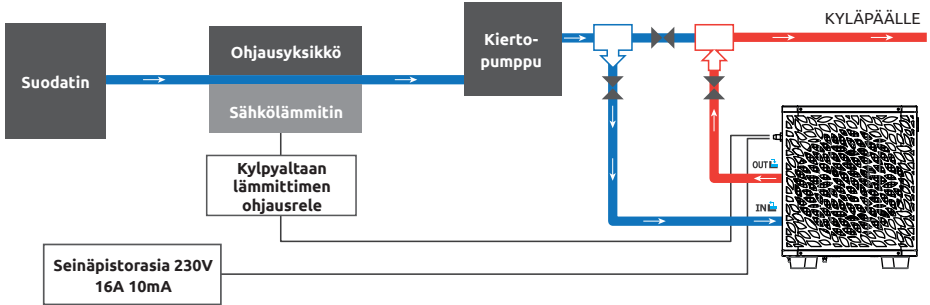 Suodatin
Ohjausyksikkö
Sähkölämmitin
Kierto-
pumppu
KYLÄPÄÄLLE
Kylpyaltaan
lämmittimen
ohjausrele
OUT
IN
Seinäpistorasia 230V
16A 10mA